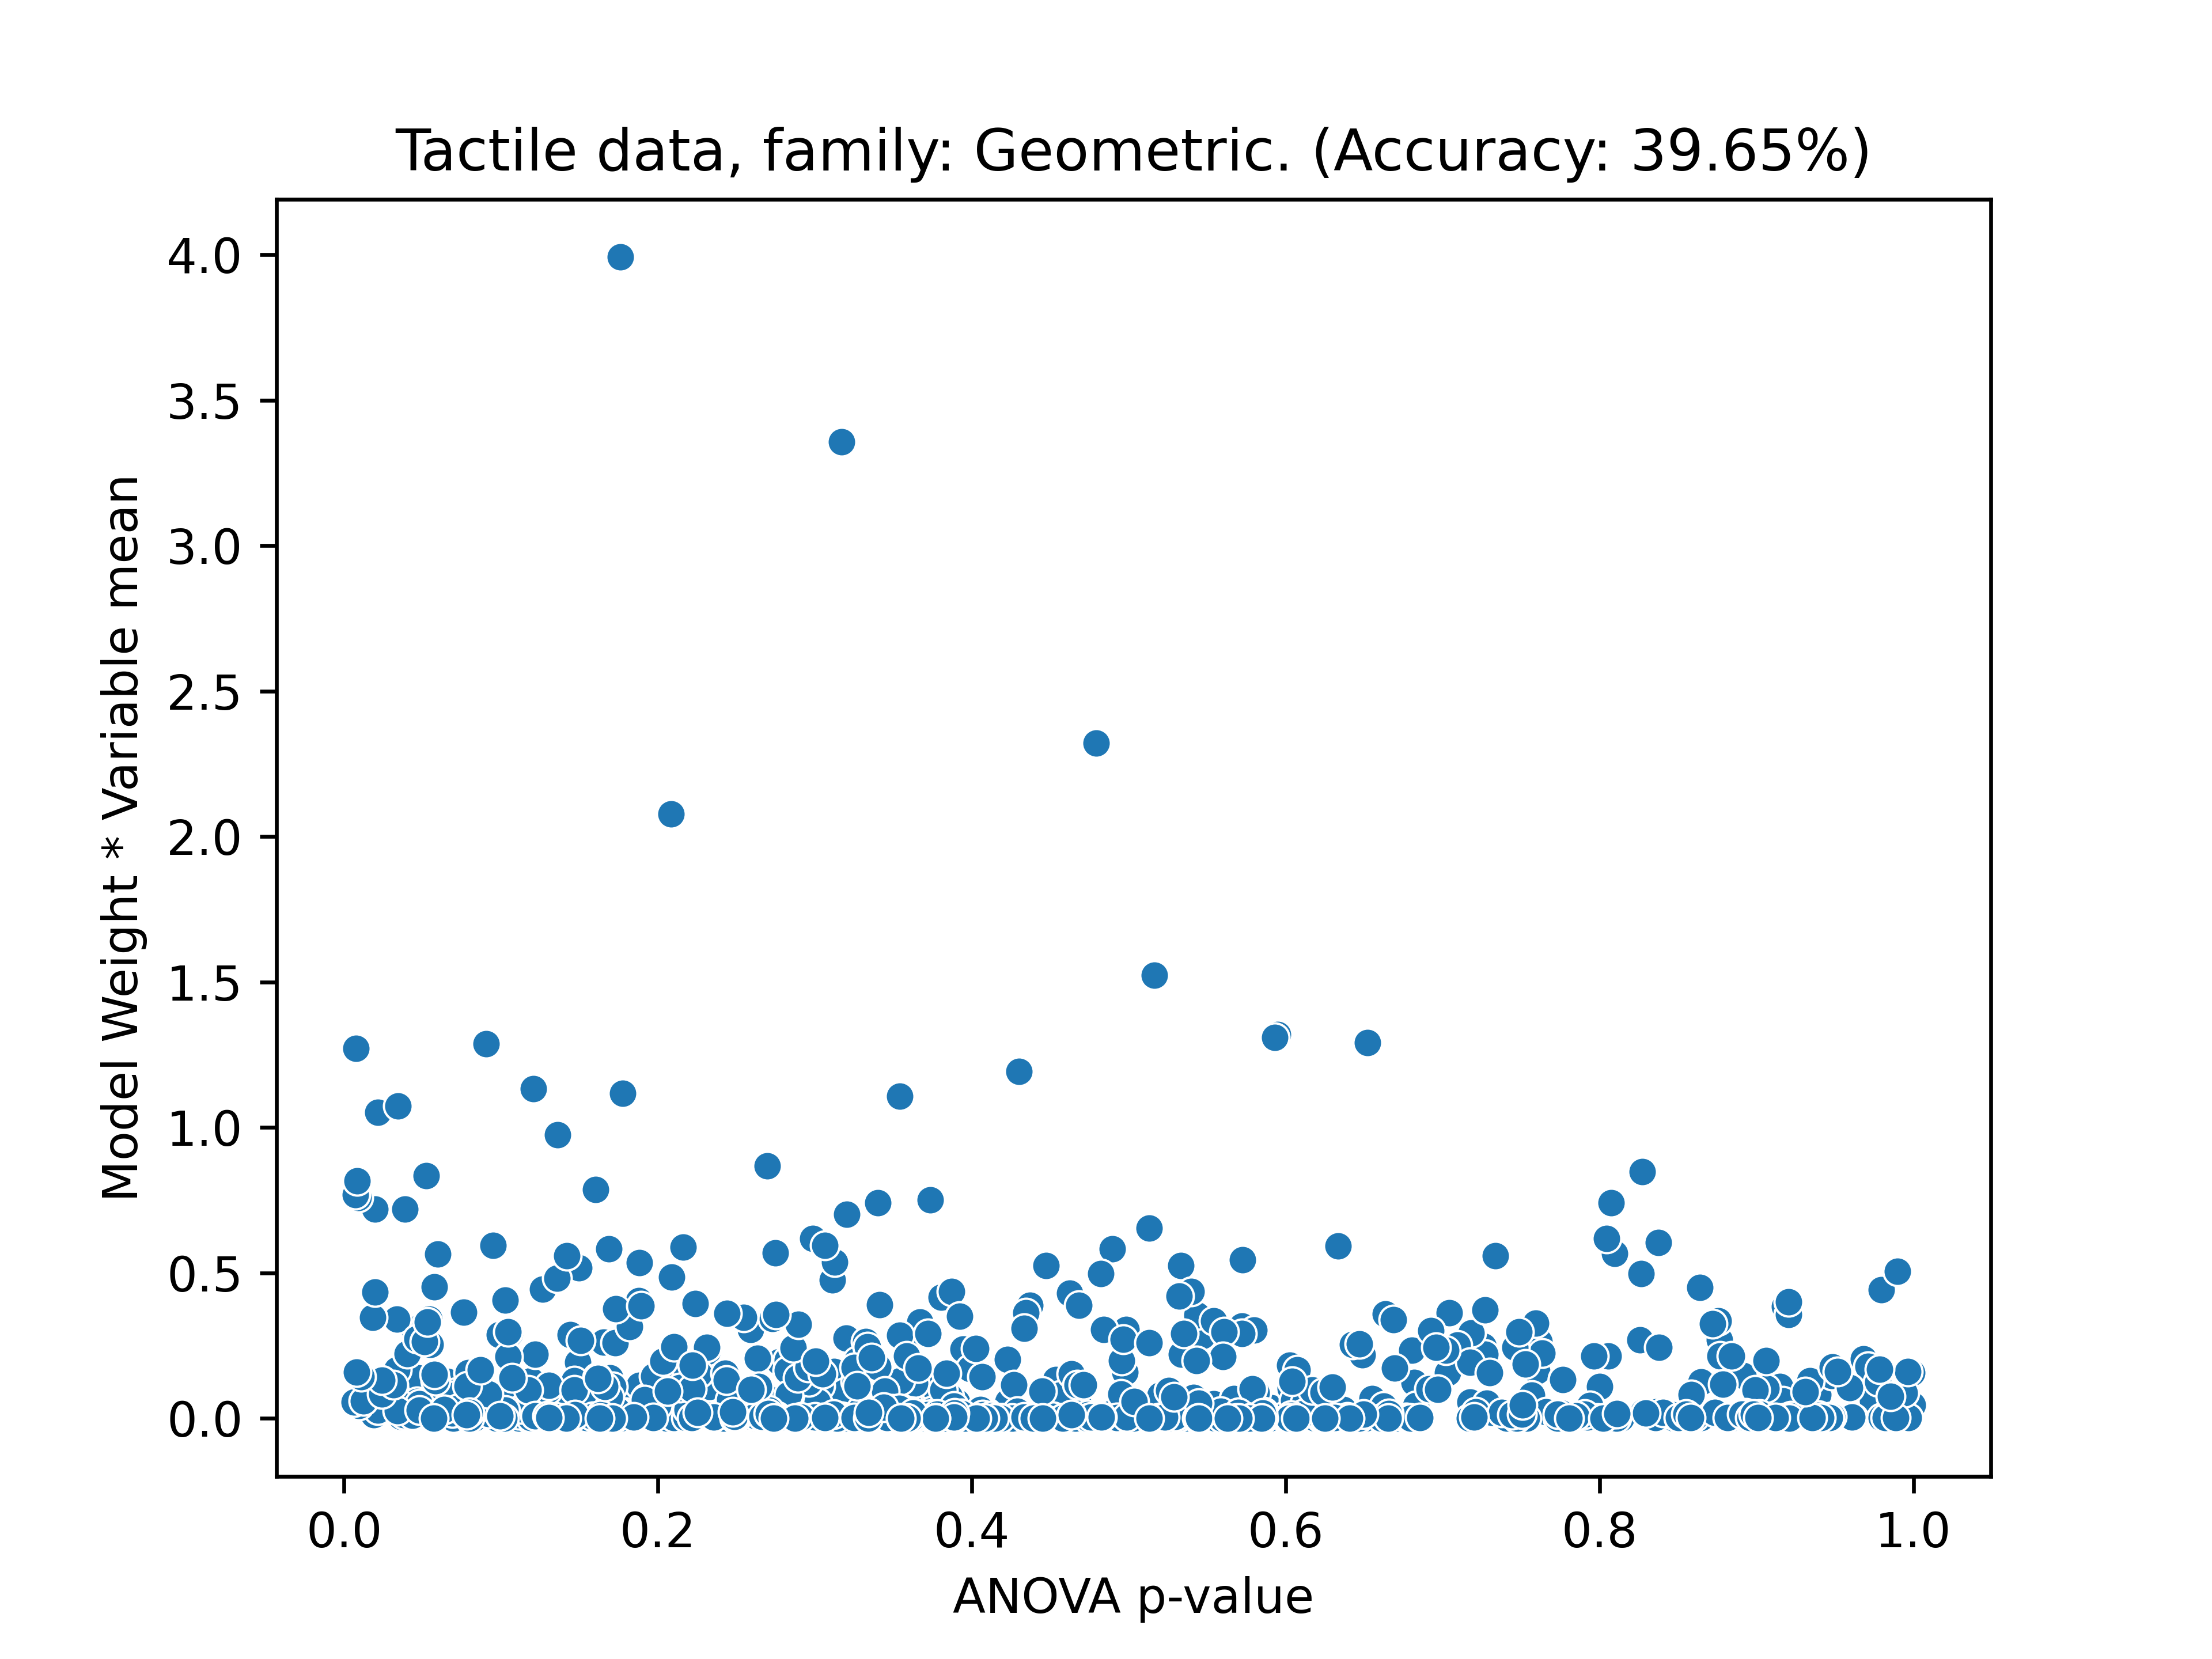 Tactile data, family: Geometric. (Accuracy: 39.65%)
4.0
3.5
3.0
2.5
2.0
1.5
1.0
0.5
0.0
Model Weight * Variable mean
0.0 0.2 0.4 0.6 0.8 1.0
ANOVA p-value